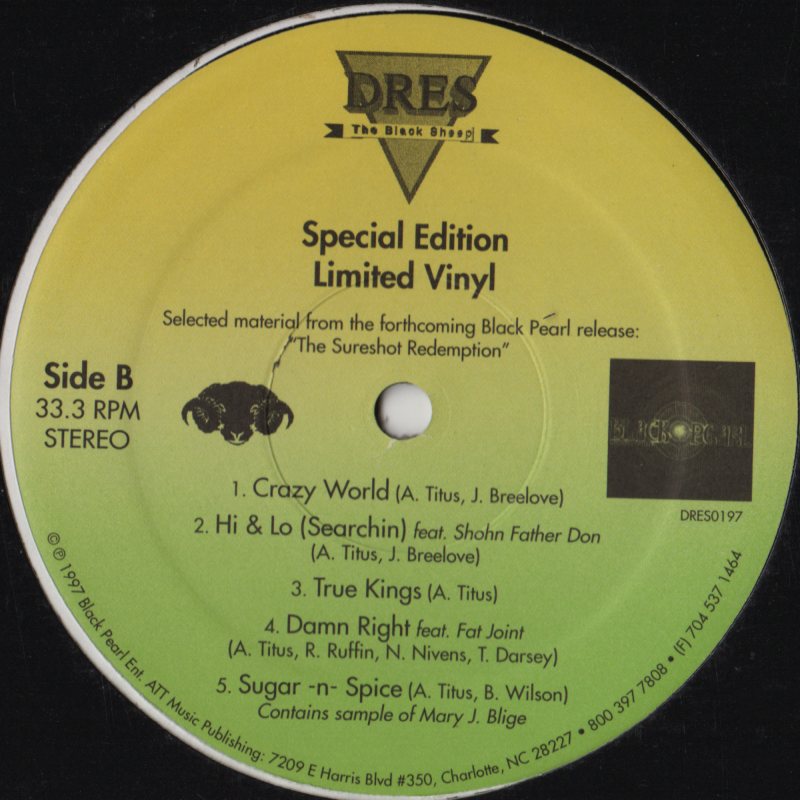 DRES
The Black Sheep
Special Edition
Limited Vinyl
Selected material from the forthcoming Black Pearl release:
"The Sureshot Redemption"
Side B
33.3 RPM
STEREO
BLACK PEARL
DRES0197
1. Crazy World (A. Titus, J. Breelove)
2. Hi & Lo (Searchin) feat. Shohn Father Don
(A. Titus, J. Breelove)
3. True Kings (A. Titus)
4. Damn Right feat. Fat Joint
(A. Titus, R. Ruffin, N. Nivens, T. Darsey)
5. Sugar -n- Spice (A. Titus, B. Wilson)
Contains sample of Mary J. Blige
© ℗ 1997 Black Pearl Ent. ATT Music Publishing: 7209 E Harris Blvd #350, Charlotte, NC 28227 • 800 397 7808 • (F) 704 537 1464